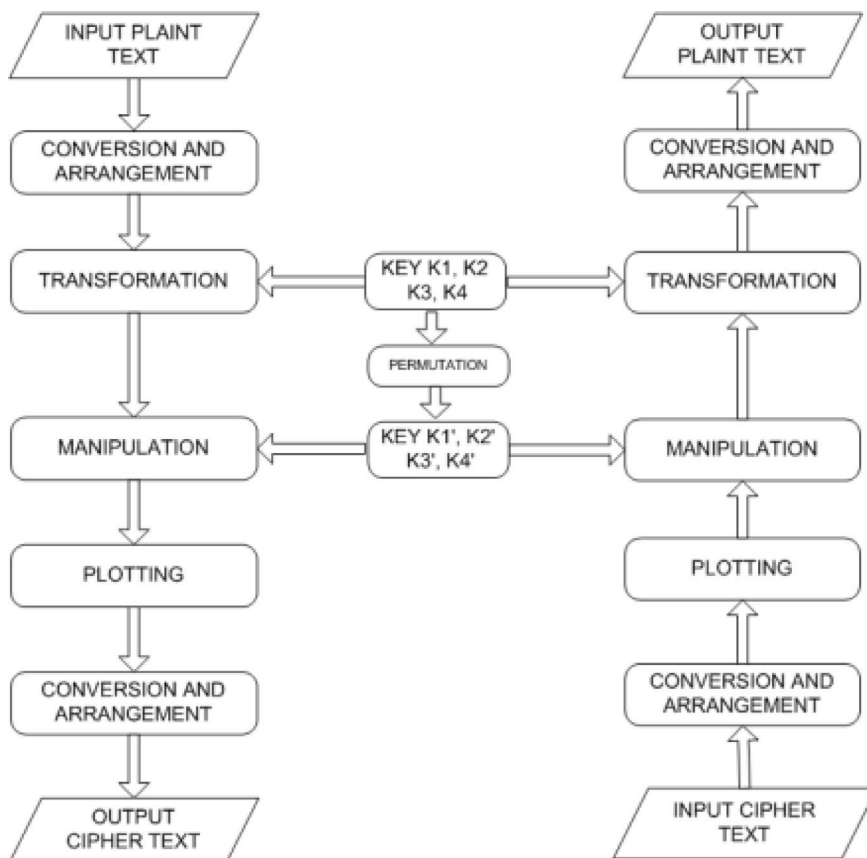 INPUT PLAINT
TEXT
CONVERSION AND
ARRANGEMENT
TRANSFORMATION
MANIPULATION
PLOTTING
CONVERSION AND
ARRANGEMENT
OUTPUT
CIPHER TEXT
KEY K1, K2
K3, K4
PERMUTATION
KEY K1', K2'
K3', K4'
OUTPUT
PLAINT TEXT
CONVERSION AND
ARRANGEMENT
TRANSFORMATION
MANIPULATION
PLOTTING
CONVERSION AND
ARRANGEMENT
INPUT CIPHER
TEXT